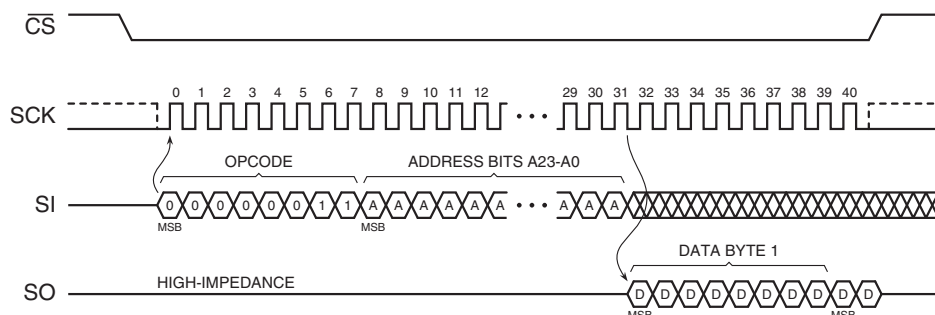 CS
0 1 2 3 4 5 6 7 8 9 10 11 12 29 30 31 32 33 34 35 36 37 38 39 40
SCK
OPCODE
ADDRESS BITS A23-A0
SI
0 0 0 0 0 0 1 1 A A A A A A A A A
MSB
MSB
DATA BYTE 1
HIGH-IMPEDANCE
SO
D D D D D D D D D D
MSB
MSB